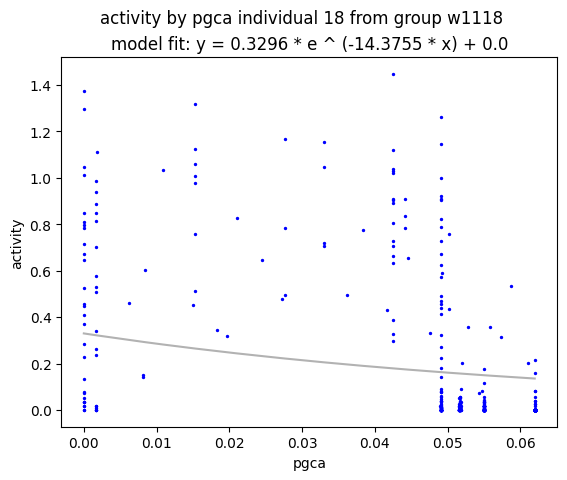 activity by pgca individual 18 from group w1118
model fit: y = 0.3296 * e ^ (-14.3755 * x) + 0.0
1.4
1.2
1.0
0.8
0.6
0.4
0.2
0.0
activity
0.00 0.01 0.02 0.03 0.04 0.05 0.06
pgca